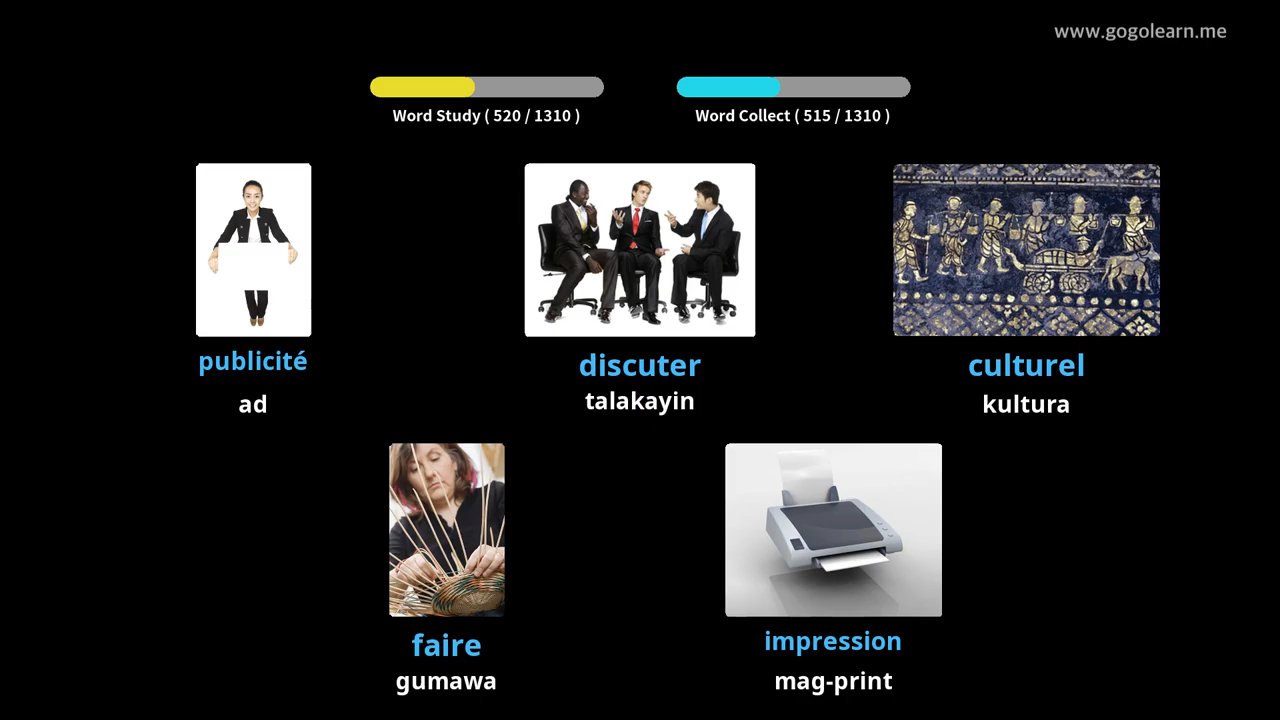 www.gogolearn.me
Word Study ( 520 / 1310 )
Word Collect ( 515 / 1310 )
publicité
ad
discuter
talakayin
culturel
kultura
faire
gumawa
impression
mag-print